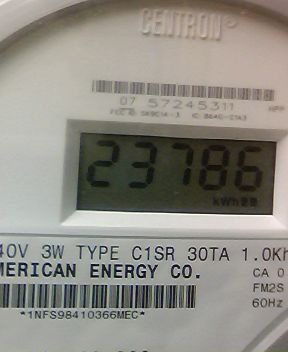 CENTRON®
07 57245311
23786
kWh
40V 3W TYPE C1SR 30TA 1.0Kh
MERICAN ENERGY CO.
CA 0
FM2S
60Hz
*1NFS98410366MEC*